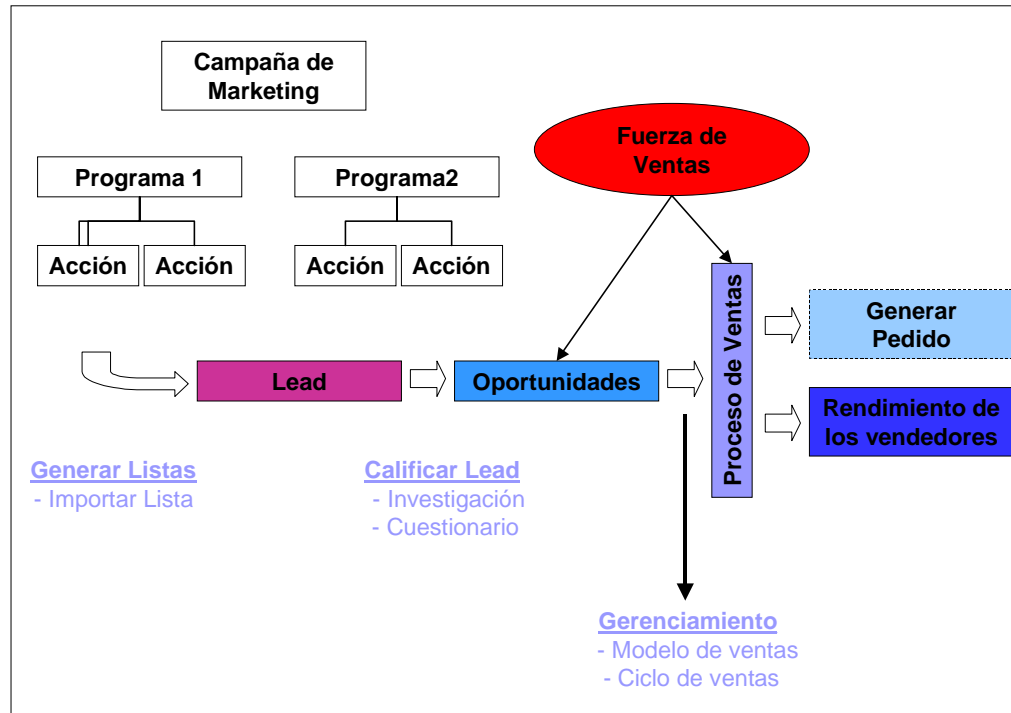 Campaña de
Marketing
Fuerza de
Ventas
Programa 1
Programa2
Acción
Acción
Acción
Acción
Proceso de Ventas
Generar
Pedido
Lead
Oportunidades
Rendimiento de
los vendedores
Generar Listas
- Importar Lista
Calificar Lead
- Investigación
- Cuestionario
Gerenciamiento
- Modelo de ventas
- Ciclo de ventas